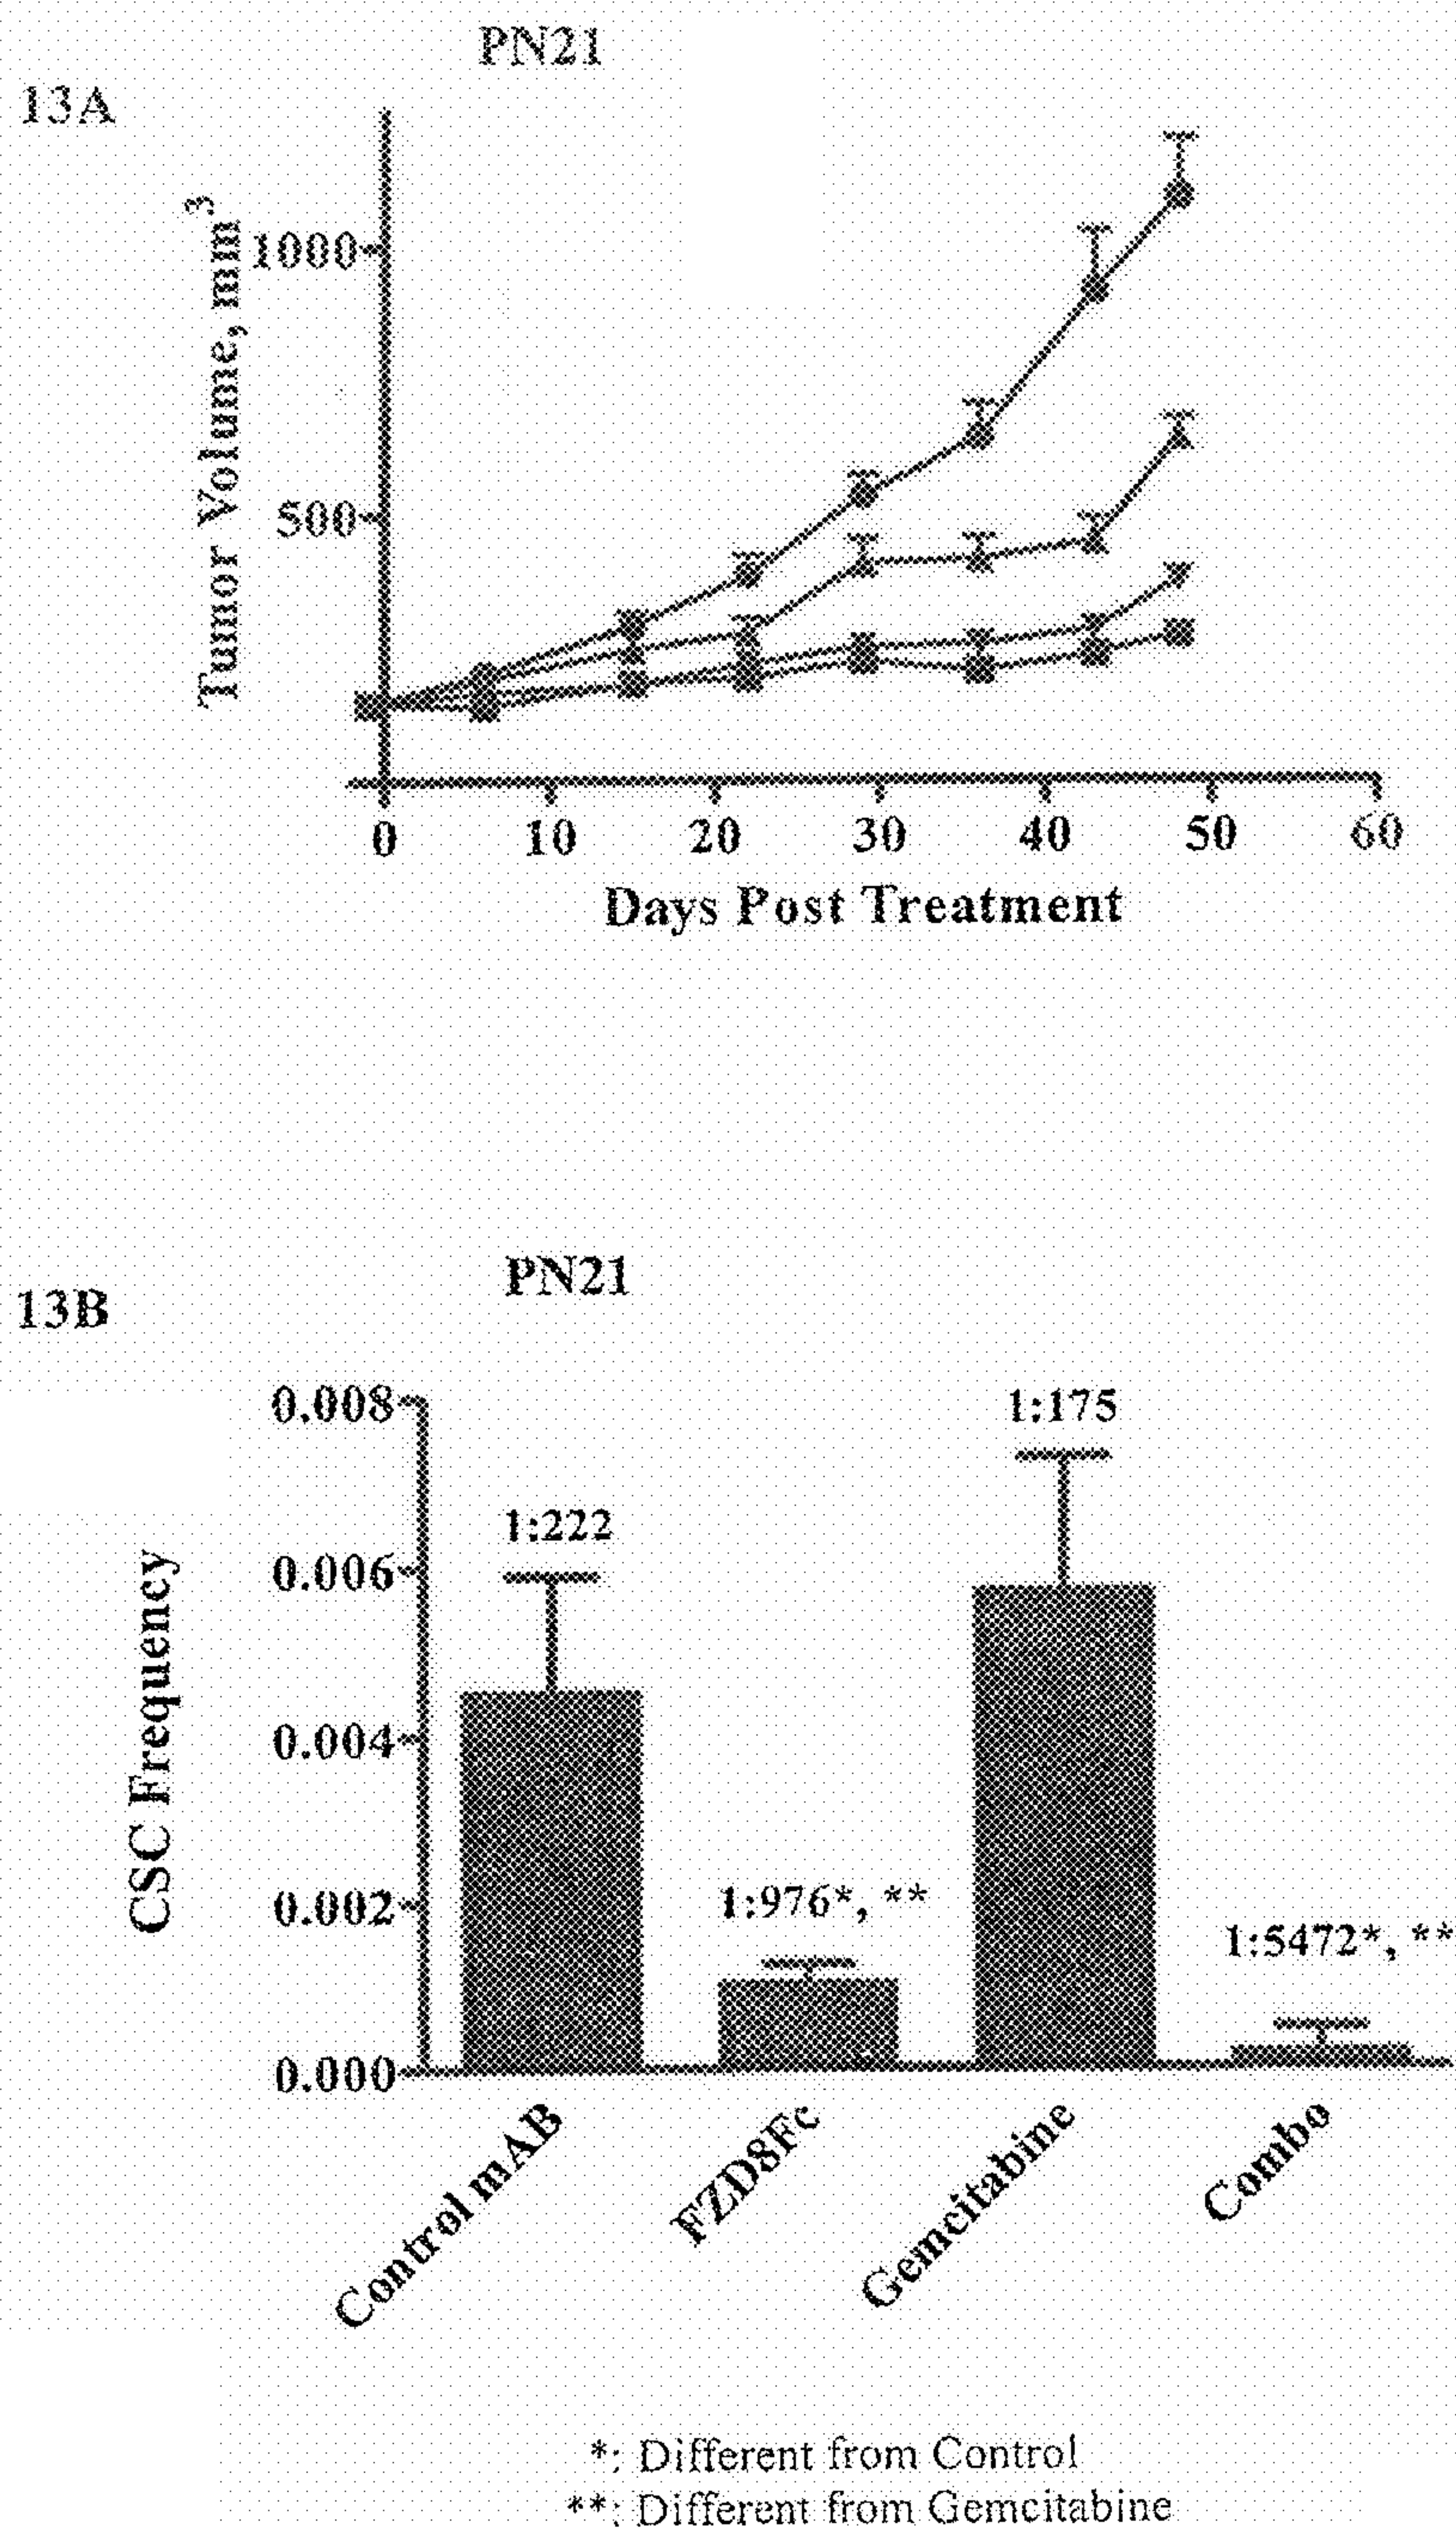 PN21
13A
Tumor Volume, mm³
1000
500
0 10 20 30 40 50 60
Days Post Treatment
PN21
13B
CSC Frequency
0.008
0.006
0.004
0.002
0.000
1:222
1:976*, **
1:175
1:5472*, **
Control mAB
FZD8Fc
Gemcitabine
Combo
*: Different from Control
**: Different from Gemcitabine